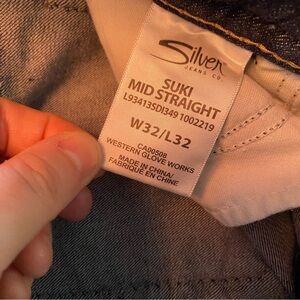 Silver
JEANS CO.
SUKI
MID STRAIGHT
L93413SDI349 1002219
W32/L32
CA00508
WESTERN GLOVE WORKS
MADE IN CHINA/
FABRIQUÉ EN CHINE